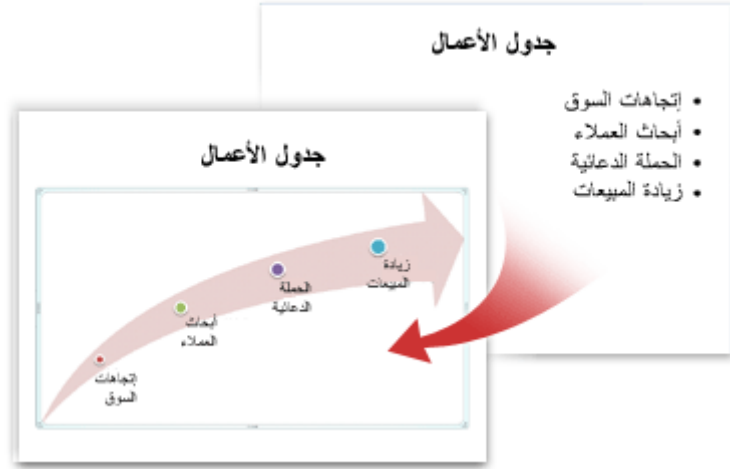 جدول الأعمال
• إتجاهات السوق
• أبحاث العملاء
• الحملة الدعائية
• زيادة المبيعات
جدول الأعمال
زيادة
المبيعات
الحملة
الدعائية
أبحاث
العملاء
إتجاهات
السوق